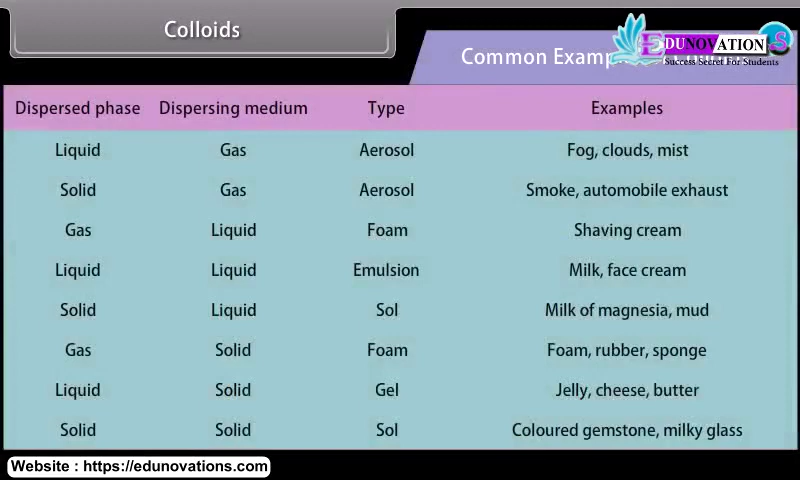 Colloids
Common Examp
EDUNOVATION S
Success Secret For Students
Dispersed phase Dispersing medium Type Examples
Liquid Gas Aerosol Fog, clouds, mist
Solid Gas Aerosol Smoke, automobile exhaust
Gas Liquid Foam Shaving cream
Liquid Liquid Emulsion Milk, face cream
Solid Liquid Sol Milk of magnesia, mud
Gas Solid Foam Foam, rubber, sponge
Liquid Solid Gel Jelly, cheese, butter
Solid Solid Sol Coloured gemstone, milky glass
Website : https://edunovations.com